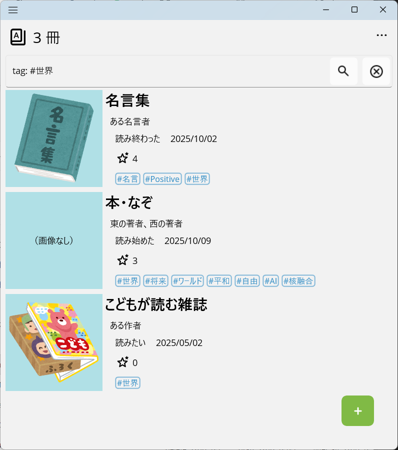 3 冊
tag: #世界
名言集
ある名言者
読み終わった 2025/10/02
4
#名言 #Positive #世界
本・なぞ
東の著者、西の著者
(画像なし)
読み始めた 2025/10/09
3
#世界 #将来 #ワールド #平和 #自由 #AI #核融合
こどもが読む雑誌
ある作者
読みたい 2025/05/02
0
#世界
名言集
こども
ふろく
+